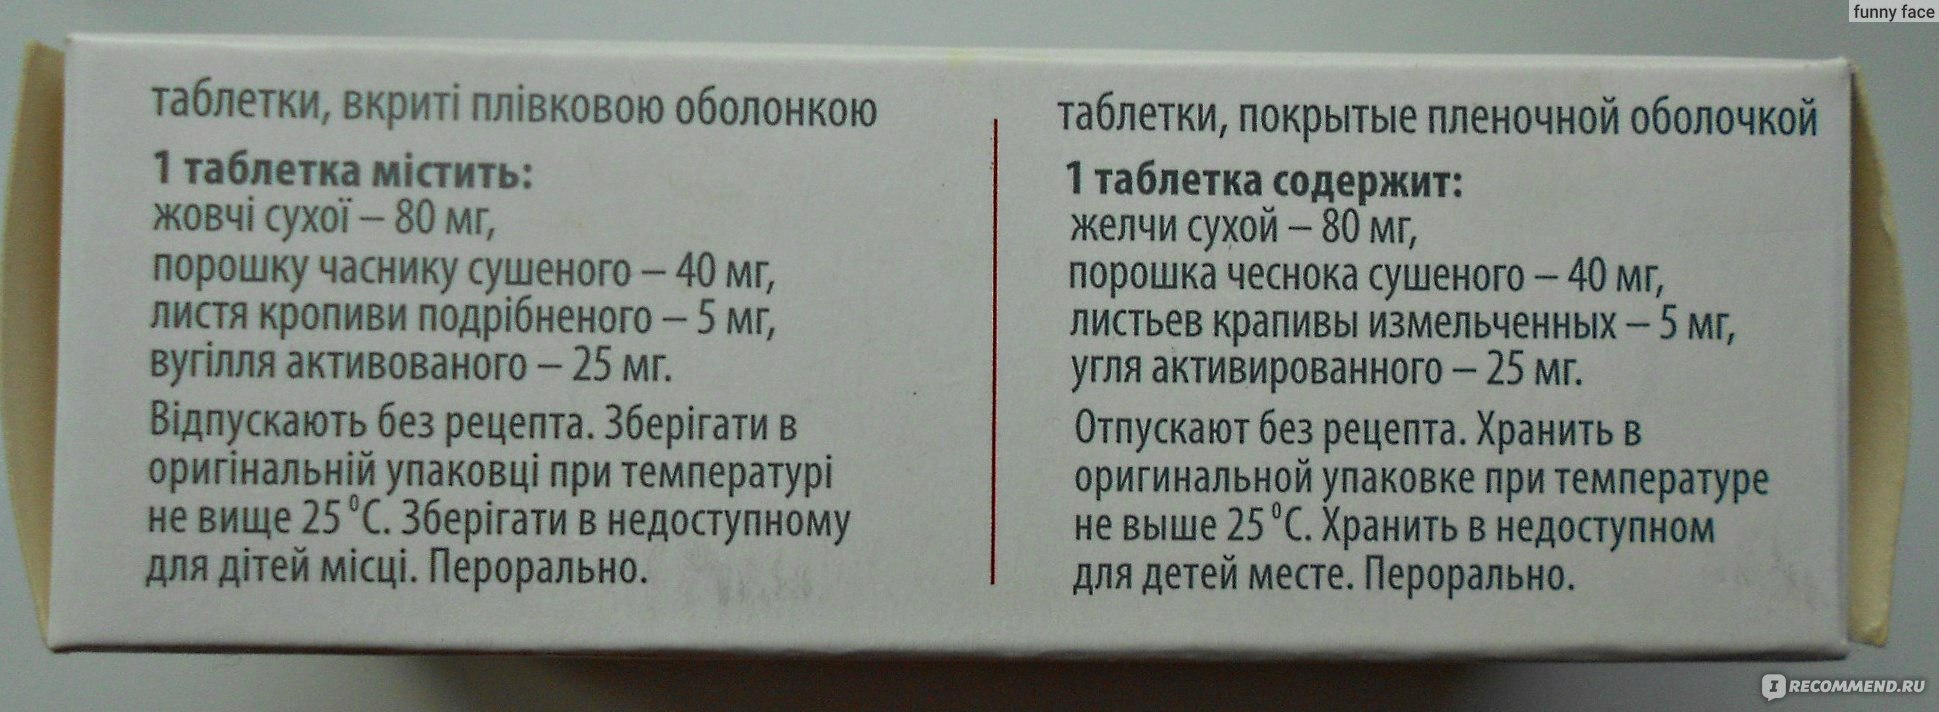 funny face
таблетки, вкриті плівковою оболонкою
1 таблетка містить:
жовчі сухої – 80 мг,
порошку часнику сушеного – 40 мг,
листя кропиви подрібненого – 5 мг,
вугілля активованого – 25 мг.
Відпускають без рецепта. Зберігати в
оригінальній упаковці при температурі
не вище 25 ⁰С. Зберігати в недоступному
для дітей місці. Перорально.
таблетки, покрытые пленочной оболочкой
1 таблетка содержит:
желчи сухой – 80 мг,
порошка чеснока сушеного – 40 мг,
листьев крапивы измельченных – 5 мг,
угля активированного – 25 мг.
Отпускают без рецепта. Хранить в
оригинальной упаковке при температуре
не выше 25 ⁰С. Хранить в недоступном
для детей месте. Перорально.
IRECOMMEND.RU